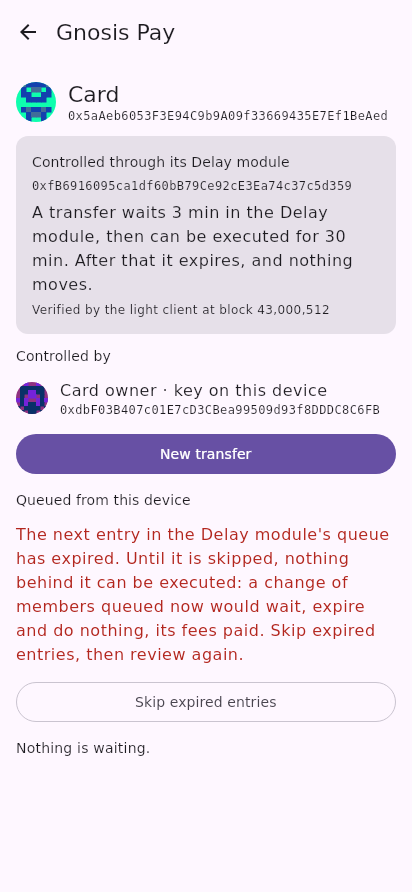 Gnosis Pay
Card
0x5aAeb6053F3E94C9b9A09f33669435E7Ef1BeAed
Controlled through its Delay module
0xfB6916095ca1df60bB79Ce92cE3Ea74c37c5d359
A transfer waits 3 min in the Delay
module, then can be executed for 30
min. After that it expires, and nothing
moves.
Verified by the light client at block 43,000,512
Controlled by
Card owner · key on this device
0xdbF03B407c01E7cD3CBea99509d93f8DDDC8C6FB
New transfer
Queued from this device
The next entry in the Delay module's queue
has expired. Until it is skipped, nothing
behind it can be executed: a change of
members queued now would wait, expire
and do nothing, its fees paid. Skip expired
entries, then review again.
Skip expired entries
Nothing is waiting.